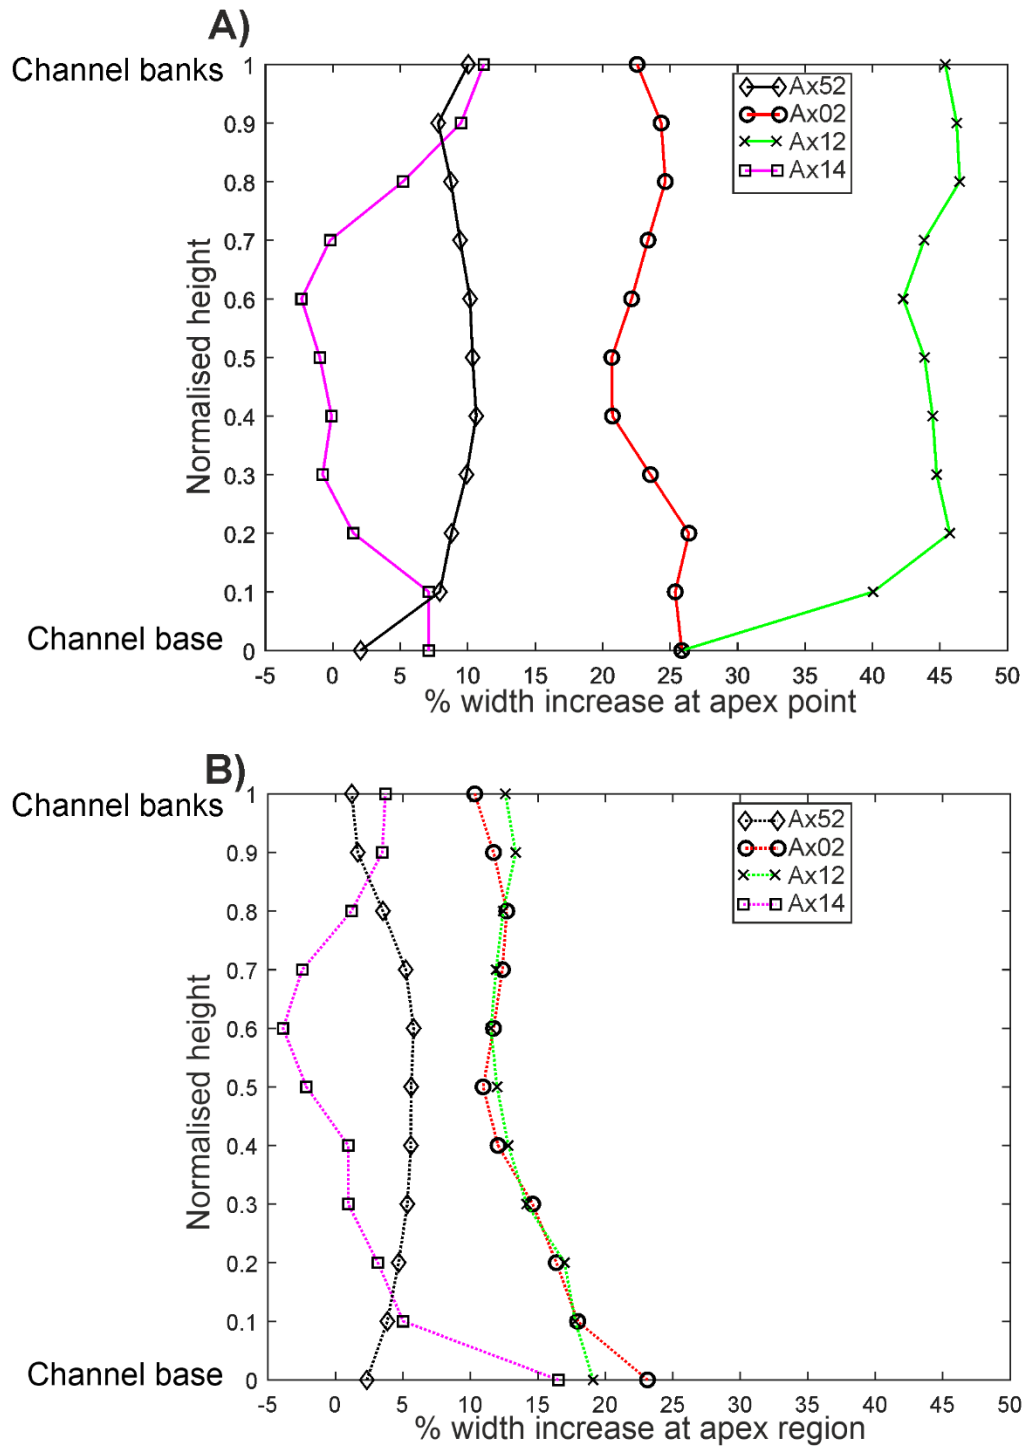 A)
Channel banks
1
0.9
0.8
0.7
0.6
0.5
0.4
0.3
0.2
0.1
0
Channel base
Normalised height
Ax52
Ax02
Ax12
Ax14
-5 0 5 10 15 20 25 30 35 40 45 50
% width increase at apex point
B)
Channel banks
1
0.9
0.8
0.7
0.6
0.5
0.4
0.3
0.2
0.1
0
Channel base
Normalised height
Ax52
Ax02
Ax12
Ax14
-5 0 5 10 15 20 25 30 35 40 45 50
% width increase at apex region